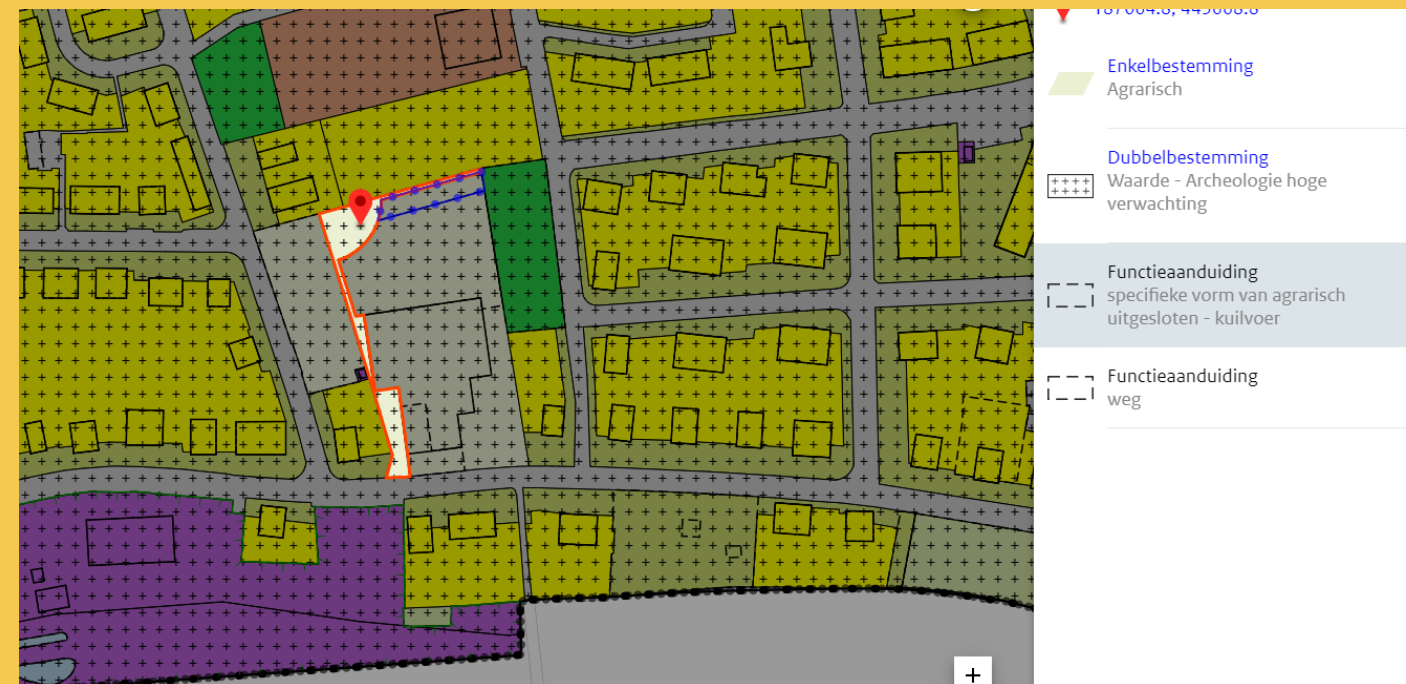 Enkelbestemming
Agrarisch
Dubbelbestemming
Waarde - Archeologie hoge
verwachting
Functieaanduiding
specifieke vorm van agrarisch
uitgesloten - kuilvoer
Functieaanduiding
weg
+